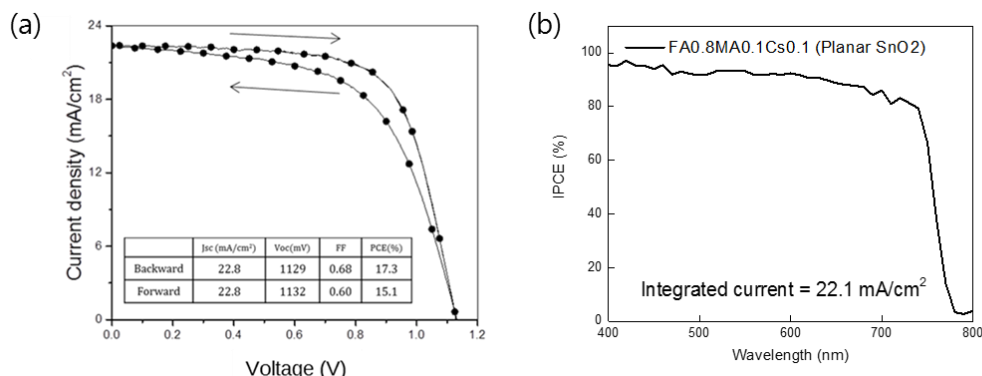 (a)
24
18
12
6
0
Current density (mA/cm²)
Jsc (mA/cm²) Voc(mV) FF PCE(%)
Backward 22.8 1129 0.68 17.3
Forward 22.8 1132 0.60 15.1
0.0 0.2 0.4 0.6 0.8 1.0 1.2
Voltage (V)
(b)
FA0.8MA0.1Cs0.1 (Planar SnO2)
100
80
60
40
20
0
IPCE (%)
Integrated current = 22.1 mA/cm²
400 500 600 700 800
Wavelength (nm)